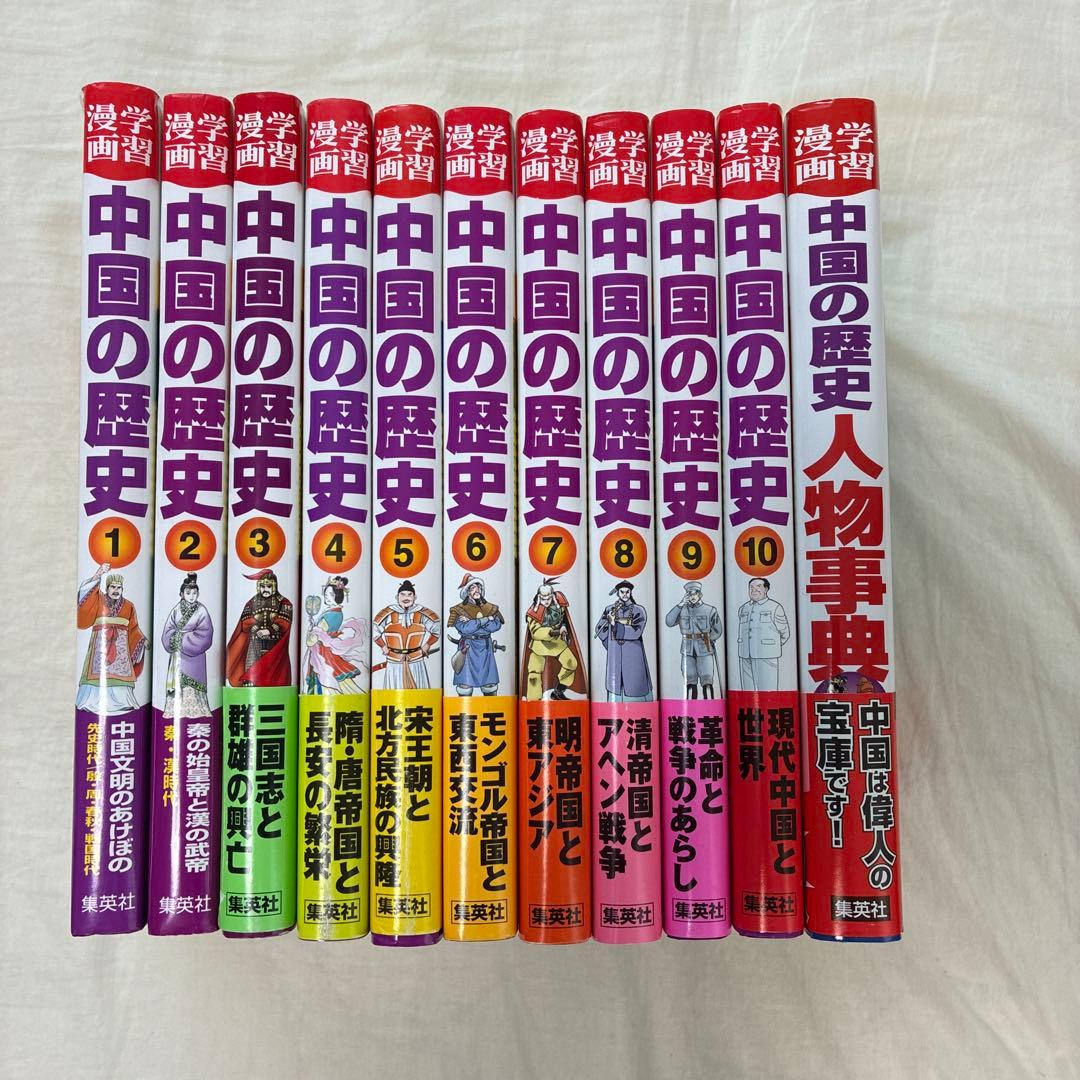 学習漫画
中国の歴史
1
中国文明のあけぼの
先史時代・殷・周・春秋・戦国時代
集英社
学習漫画
中国の歴史
2
秦の始皇帝と漢の武帝
秦・漢時代
集英社
学習漫画
中国の歴史
3
三国志と
群雄の興亡
集英社
学習漫画
中国の歴史
4
隋・唐帝国と
長安の繁栄
集英社
学習漫画
中国の歴史
5
宋王朝と
北方民族の興隆
集英社
学習漫画
中国の歴史
6
モンゴル帝国と
東西交流
集英社
学習漫画
中国の歴史
7
明帝国と
東アジア
集英社
学習漫画
中国の歴史
8
清帝国と
アヘン戦争
集英社
学習漫画
中国の歴史
9
革命と
戦争のあらし
集英社
学習漫画
中国の歴史
10
現代中国と
世界
集英社
学習漫画
中国の歴史
人物事典
中国は偉人の
宝庫です!
集英社